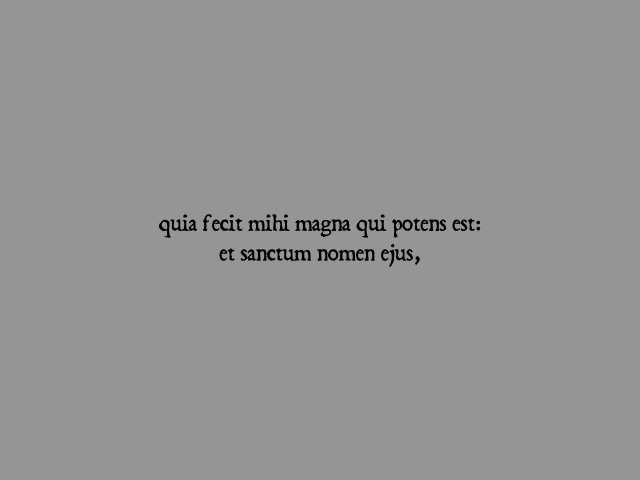 quia fecit mihi magna qui potens est:
et sanctum nomen ejus,